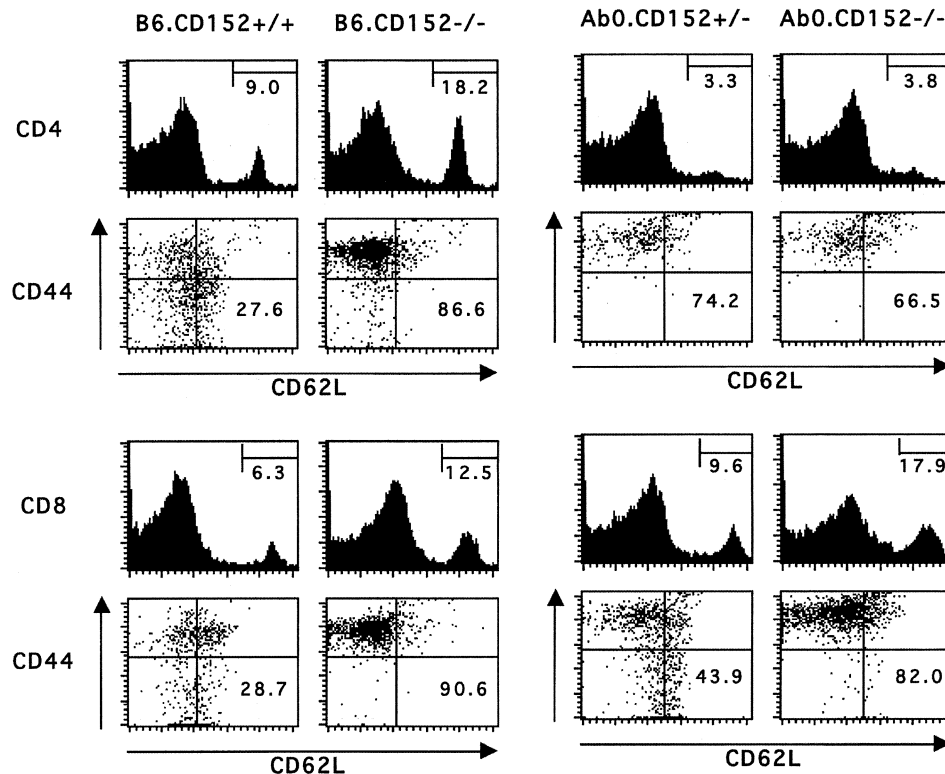 B6.CD152+/+ B6.CD152-/- Ab0.CD152+/- Ab0.CD152-/-
CD4 9.0 18.2 3.3 3.8
CD44 27.6 86.6 74.2 66.5
CD62L CD62L
CD8 6.3 12.5 9.6 17.9
CD44 28.7 90.6 43.9 82.0
CD62L CD62L